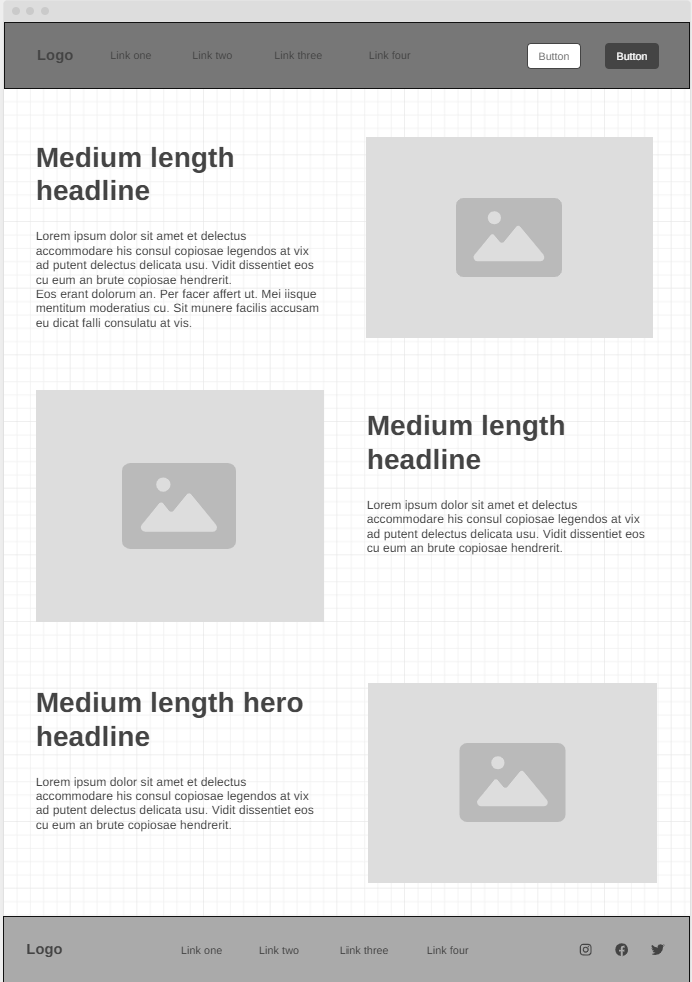 Logo Link one Link two Link three Link four Button Button
Medium length
headline
Lorem ipsum dolor sit amet et delectus
accommodare his consul copiosae legendos at vix
ad putent delectus delicata usu. Vidit dissentiet eos
cu eum an brute copiosae hendrerit.
Eos erant dolorum an. Per facer affert ut. Mei iisque
mentitum moderatius cu. Sit munere facilis accusam
eu dicat falli consulatu at vis.
Medium length
headline
Lorem ipsum dolor sit amet et delectus
accommodare his consul copiosae legendos at vix
ad putent delectus delicata usu. Vidit dissentiet eos
cu eum an brute copiosae hendrerit.
Medium length hero
headline
Lorem ipsum dolor sit amet et delectus
accommodare his consul copiosae legendos at vix
ad putent delectus delicata usu. Vidit dissentiet eos
cu eum an brute copiosae hendrerit.
Logo Link one Link two Link three Link four